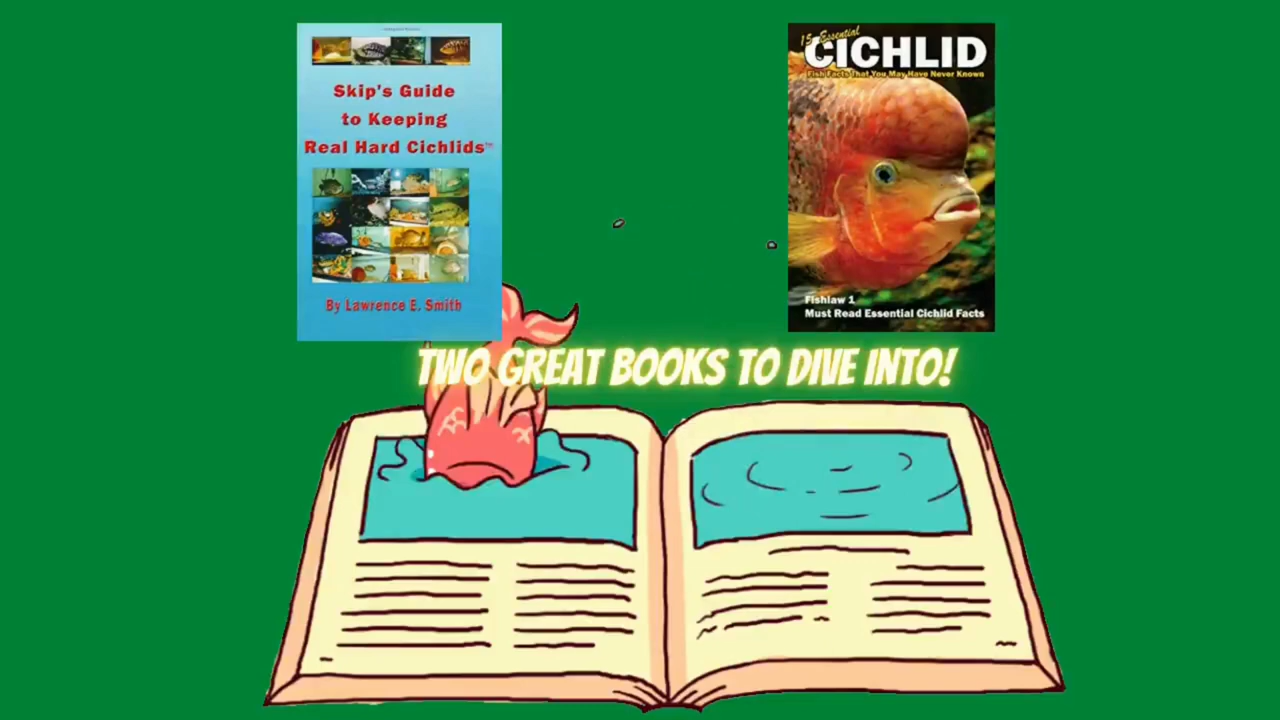 Skip's Guide
to Keeping
Real Hard Cichlids™
By Lawrence E. Smith
15 Essential
CICHLID
Fish Facts That You May Have Never Known
Fishlaw 1
Must Read Essential Cichlid Facts
TWO GREAT BOOKS TO DIVE INTO!